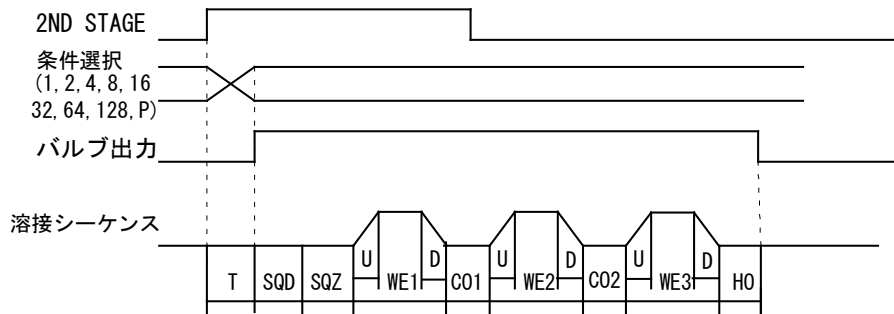 2ND STAGE
条件選択
(1, 2, 4, 8, 16
32, 64, 128, P)
バルブ出力
溶接シーケンス
T SQD SQZ U WE1 D CO1 U WE2 D CO2 U WE3 D HO